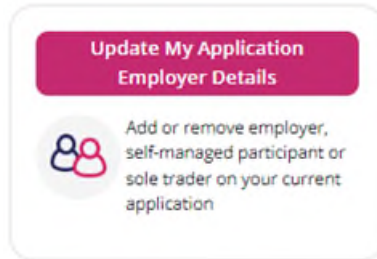 Update My Application
Employer Details
Add or remove employer,
self-managed participant or
sole trader on your current
application